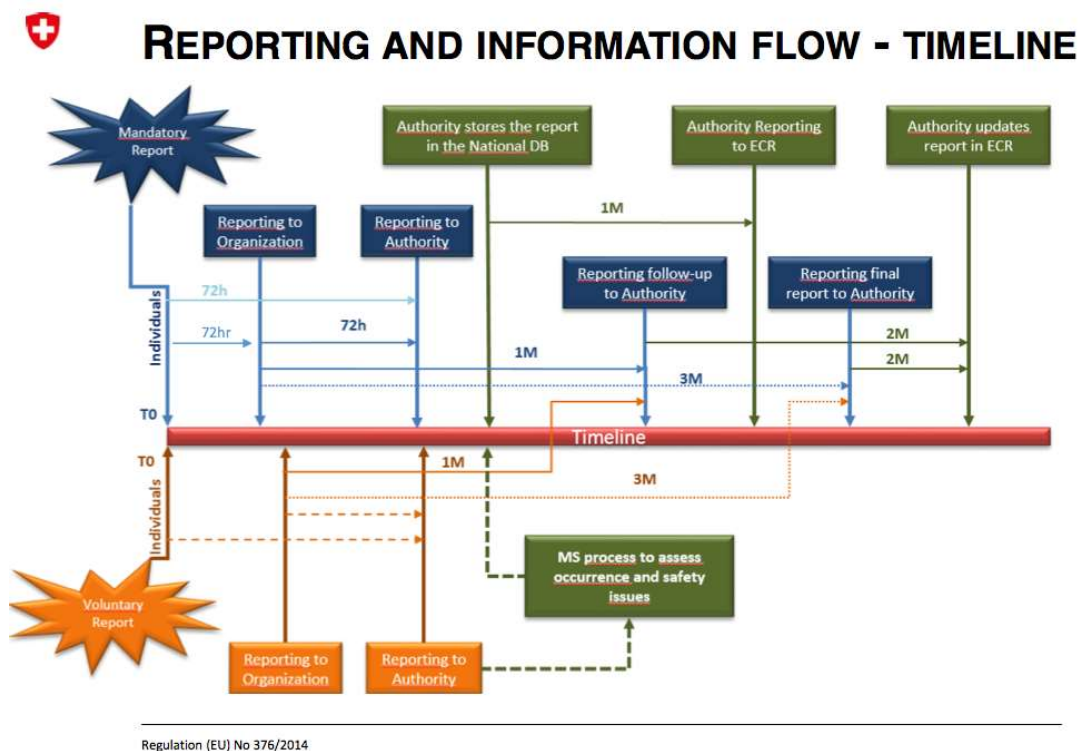 REPORTING AND INFORMATION FLOW - TIMELINE
Mandatory
Report
Authority stores the report
in the National DB
Authority Reporting
to ECR
Authority updates
report in ECR
1M
Reporting to
Organization
Reporting to
Authority
Reporting follow-up
to Authority
Reporting final
report to Authority
Individuals
72h
72hr
72h
1M
2M
2M
3M
T0
Timeline
T0
1M
3M
Individuals
MS process to assess
occurrence and safety
issues
Voluntary
Report
Reporting to
Organization
Reporting to
Authority
Regulation (EU) No 376/2014